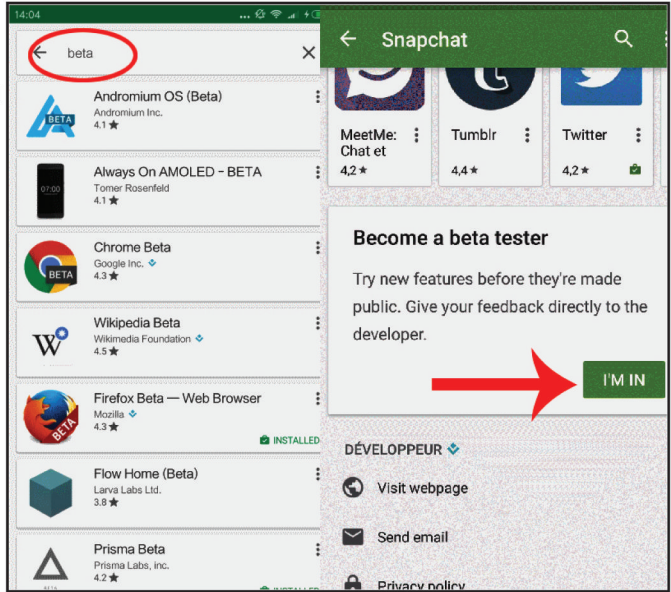 14:04
beta
BETA
Andromium OS (Beta)
Andromium Inc.
4.1 ★
07:00
Always On AMOLED - BETA
Tomer Rosenfeld
4.1 ★
BETA
Chrome Beta
Google Inc.
4.3 ★
W
Wikipedia Beta
Wikimedia Foundation
4.5 ★
BETA
Firefox Beta — Web Browser
Mozilla
4.3 ★
INSTALLED
Flow Home (Beta)
Larva Labs Ltd.
3.8 ★
Prisma Beta
Prisma Labs, inc.
4.2 ★
BETA
INSTALLED
Snapchat
MeetMe:
Chat et
4,2 ★
Tumblr
4,4 ★
Twitter
4,2 ★
Become a beta tester
Try new features before they're made
public. Give your feedback directly to the
developer.
I'M IN
DÉVELOPPEUR
Visit webpage
Send email
Privacy policy